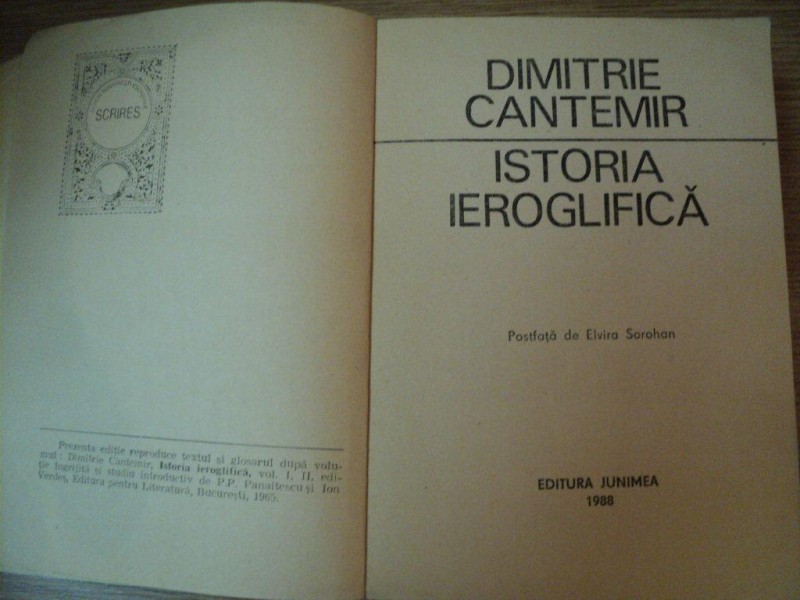 SCRIRES
Prezenta ediție reproduce textul și glosarul după volu-
mul : Dimitrie Cantemir, Istoria ieroglifică, vol. I, II, edi-
ție îngrijită și studiu introductiv de P.P. Panaitescu și Ion
Verdeș, Editura pentru Literatură, București, 1965.
DIMITRIE
CANTEMIR
ISTORIA
IEROGLIFICĂ
Postfață de Elvira Sorohan
EDITURA JUNIMEA
1988